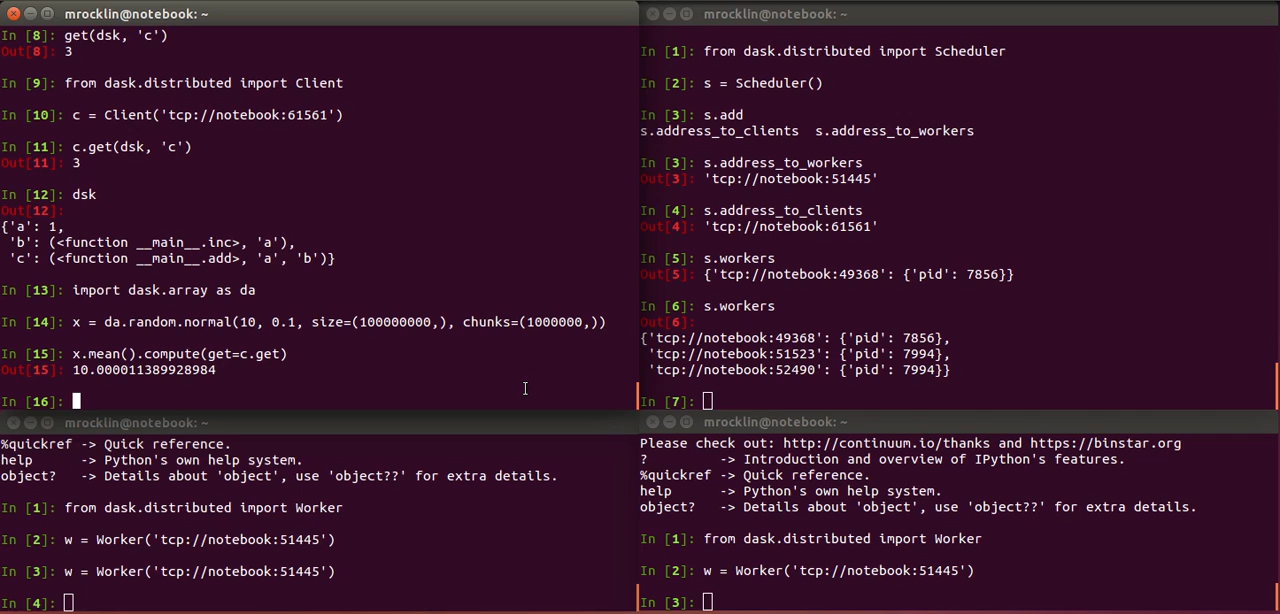 mrocklin@notebook: ~
In [8]: get(dsk, 'c')
Out[8]: 3
In [9]: from dask.distributed import Client
In [10]: c = Client('tcp://notebook:61561')
In [11]: c.get(dsk, 'c')
Out[11]: 3
In [12]: dsk
Out[12]:
{'a': 1,
 'b': (<function __main__.inc>, 'a'),
 'c': (<function __main__.add>, 'a', 'b')}
In [13]: import dask.array as da
In [14]: x = da.random.normal(10, 0.1, size=(100000000,), chunks=(1000000,))
In [15]: x.mean().compute(get=c.get)
Out[15]: 10.000011389928984
In [16]:
mrocklin@notebook: ~
In [1]: from dask.distributed import Scheduler
In [2]: s = Scheduler()
In [3]: s.add
s.address_to_clients  s.address_to_workers
In [3]: s.address_to_workers
Out[3]: 'tcp://notebook:51445'
In [4]: s.address_to_clients
Out[4]: 'tcp://notebook:61561'
In [5]: s.workers
Out[5]: {'tcp://notebook:49368': {'pid': 7856}}
In [6]: s.workers
Out[6]:
{'tcp://notebook:49368': {'pid': 7856},
 'tcp://notebook:51523': {'pid': 7994},
 'tcp://notebook:52490': {'pid': 7994}}
In [7]:
mrocklin@notebook: ~
%quickref -> Quick reference.
help      -> Python's own help system.
object?   -> Details about 'object', use 'object??' for extra details.
In [1]: from dask.distributed import Worker
In [2]: w = Worker('tcp://notebook:51445')
In [3]: w = Worker('tcp://notebook:51445')
In [4]:
mrocklin@notebook: ~
Please check out: http://continuum.io/thanks and https://binstar.org
?         -> Introduction and overview of IPython's features.
%quickref -> Quick reference.
help      -> Python's own help system.
object?   -> Details about 'object', use 'object??' for extra details.
In [1]: from dask.distributed import Worker
In [2]: w = Worker('tcp://notebook:51445')
In [3]: